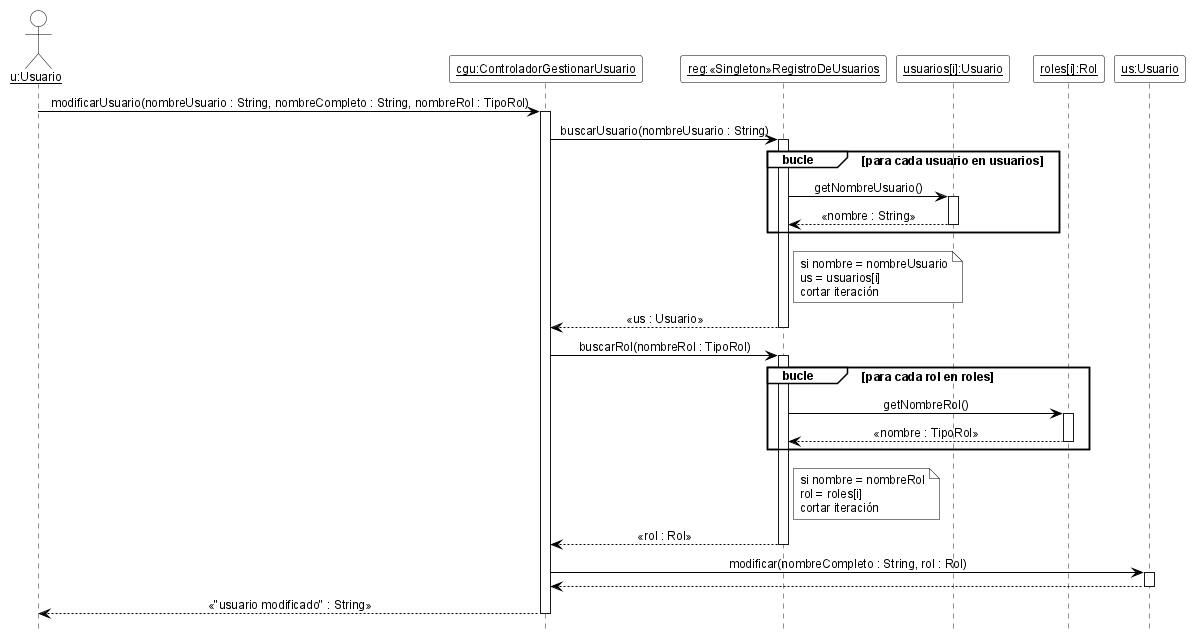 u:Usuario
cgu:ControladorGestionarUsuario
reg:«Singleton»RegistroDeUsuarios
usuarios[i]:Usuario
roles[i]:Rol
us:Usuario
modificarUsuario(nombreUsuario : String, nombreCompleto : String, nombreRol : TipoRol)
buscarUsuario(nombreUsuario : String)
bucle
[para cada usuario en usuarios]
getNombreUsuario()
«nombre : String»
si nombre = nombreUsuario
us = usuarios[i]
cortar iteración
«us : Usuario»
buscarRol(nombreRol : TipoRol)
bucle
[para cada rol en roles]
getNombreRol()
«nombre : TipoRol»
si nombre = nombreRol
rol = roles[i]
cortar iteración
«rol : Rol»
modificar(nombreCompleto : String, rol : Rol)
«"usuario modificado" : String»